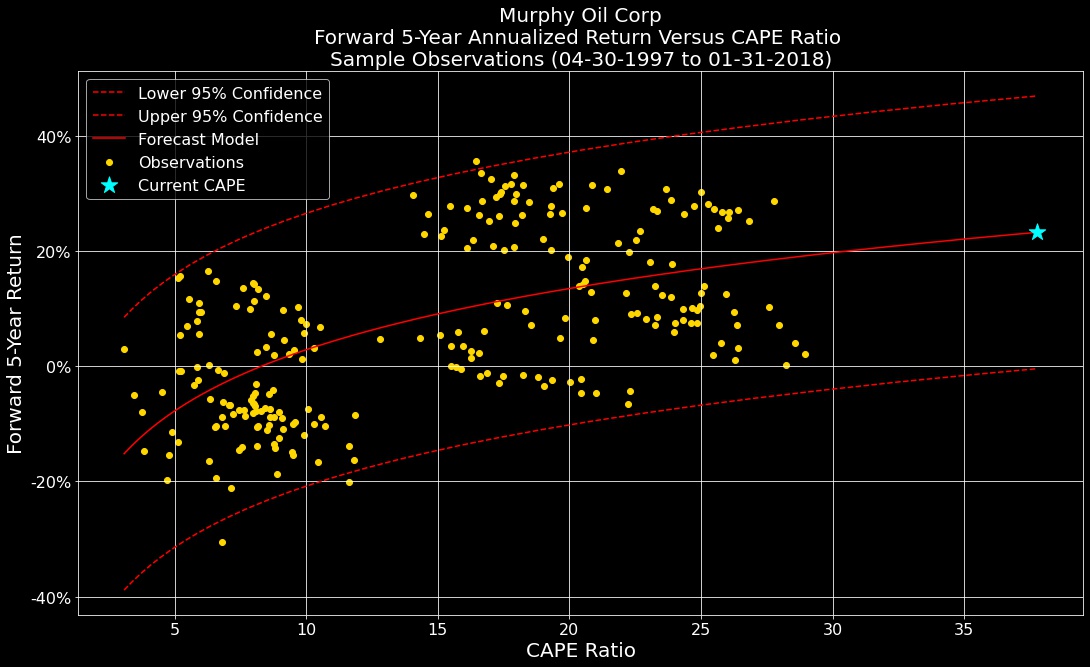 Murphy Oil Corp
Forward 5-Year Annualized Return Versus CAPE Ratio
Sample Observations (04-30-1997 to 01-31-2018)
Lower 95% Confidence
Upper 95% Confidence
Forecast Model
Observations
Current CAPE
40%
20%
0%
-20%
-40%
Forward 5-Year Return
5 10 15 20 25 30 35
CAPE Ratio